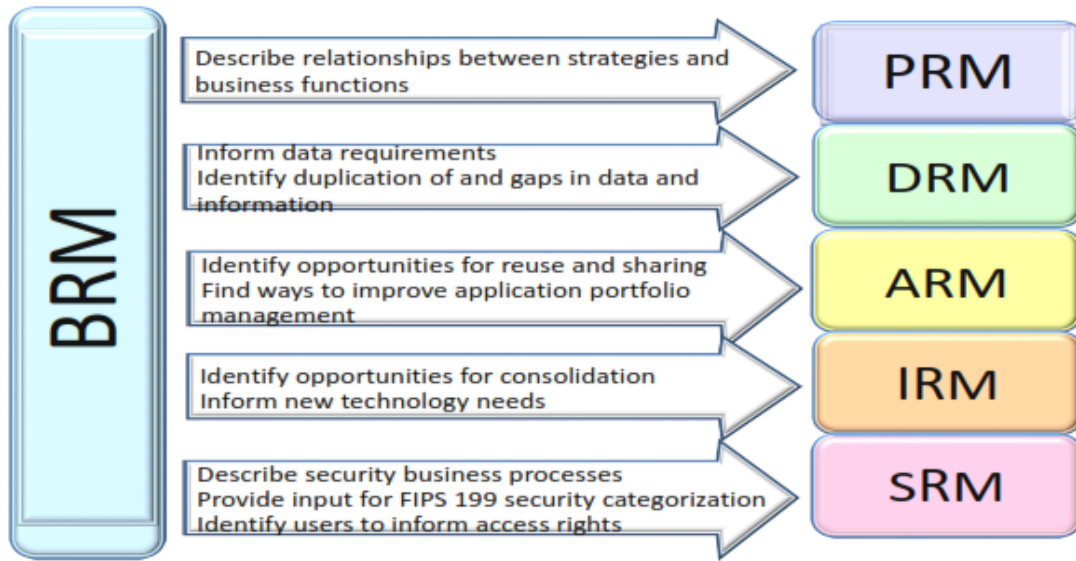 BRM
Describe relationships between strategies and
business functions
PRM
Inform data requirements
Identify duplication of and gaps in data and
information
DRM
Identify opportunities for reuse and sharing
Find ways to improve application portfolio
management
ARM
Identify opportunities for consolidation
Inform new technology needs
IRM
Describe security business processes
Provide input for FIPS 199 security categorization
Identify users to inform access rights
SRM